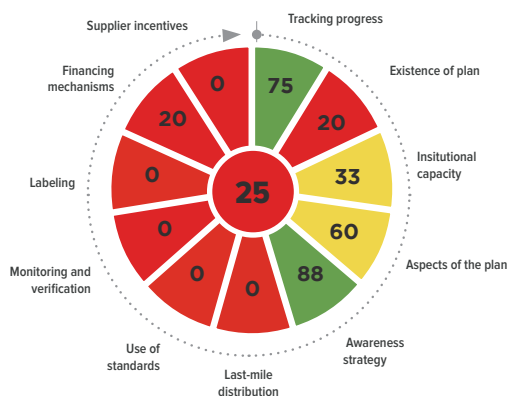 Tracking progress
75
Existence of plan
20
Insitutional
capacity
33
Aspects of the plan
60
Awareness
strategy
88
Last-mile
distribution
0
Use of
standards
0
Monitoring and
verification
0
Labeling
0
Financing
mechanisms
20
Supplier incentives
0
25